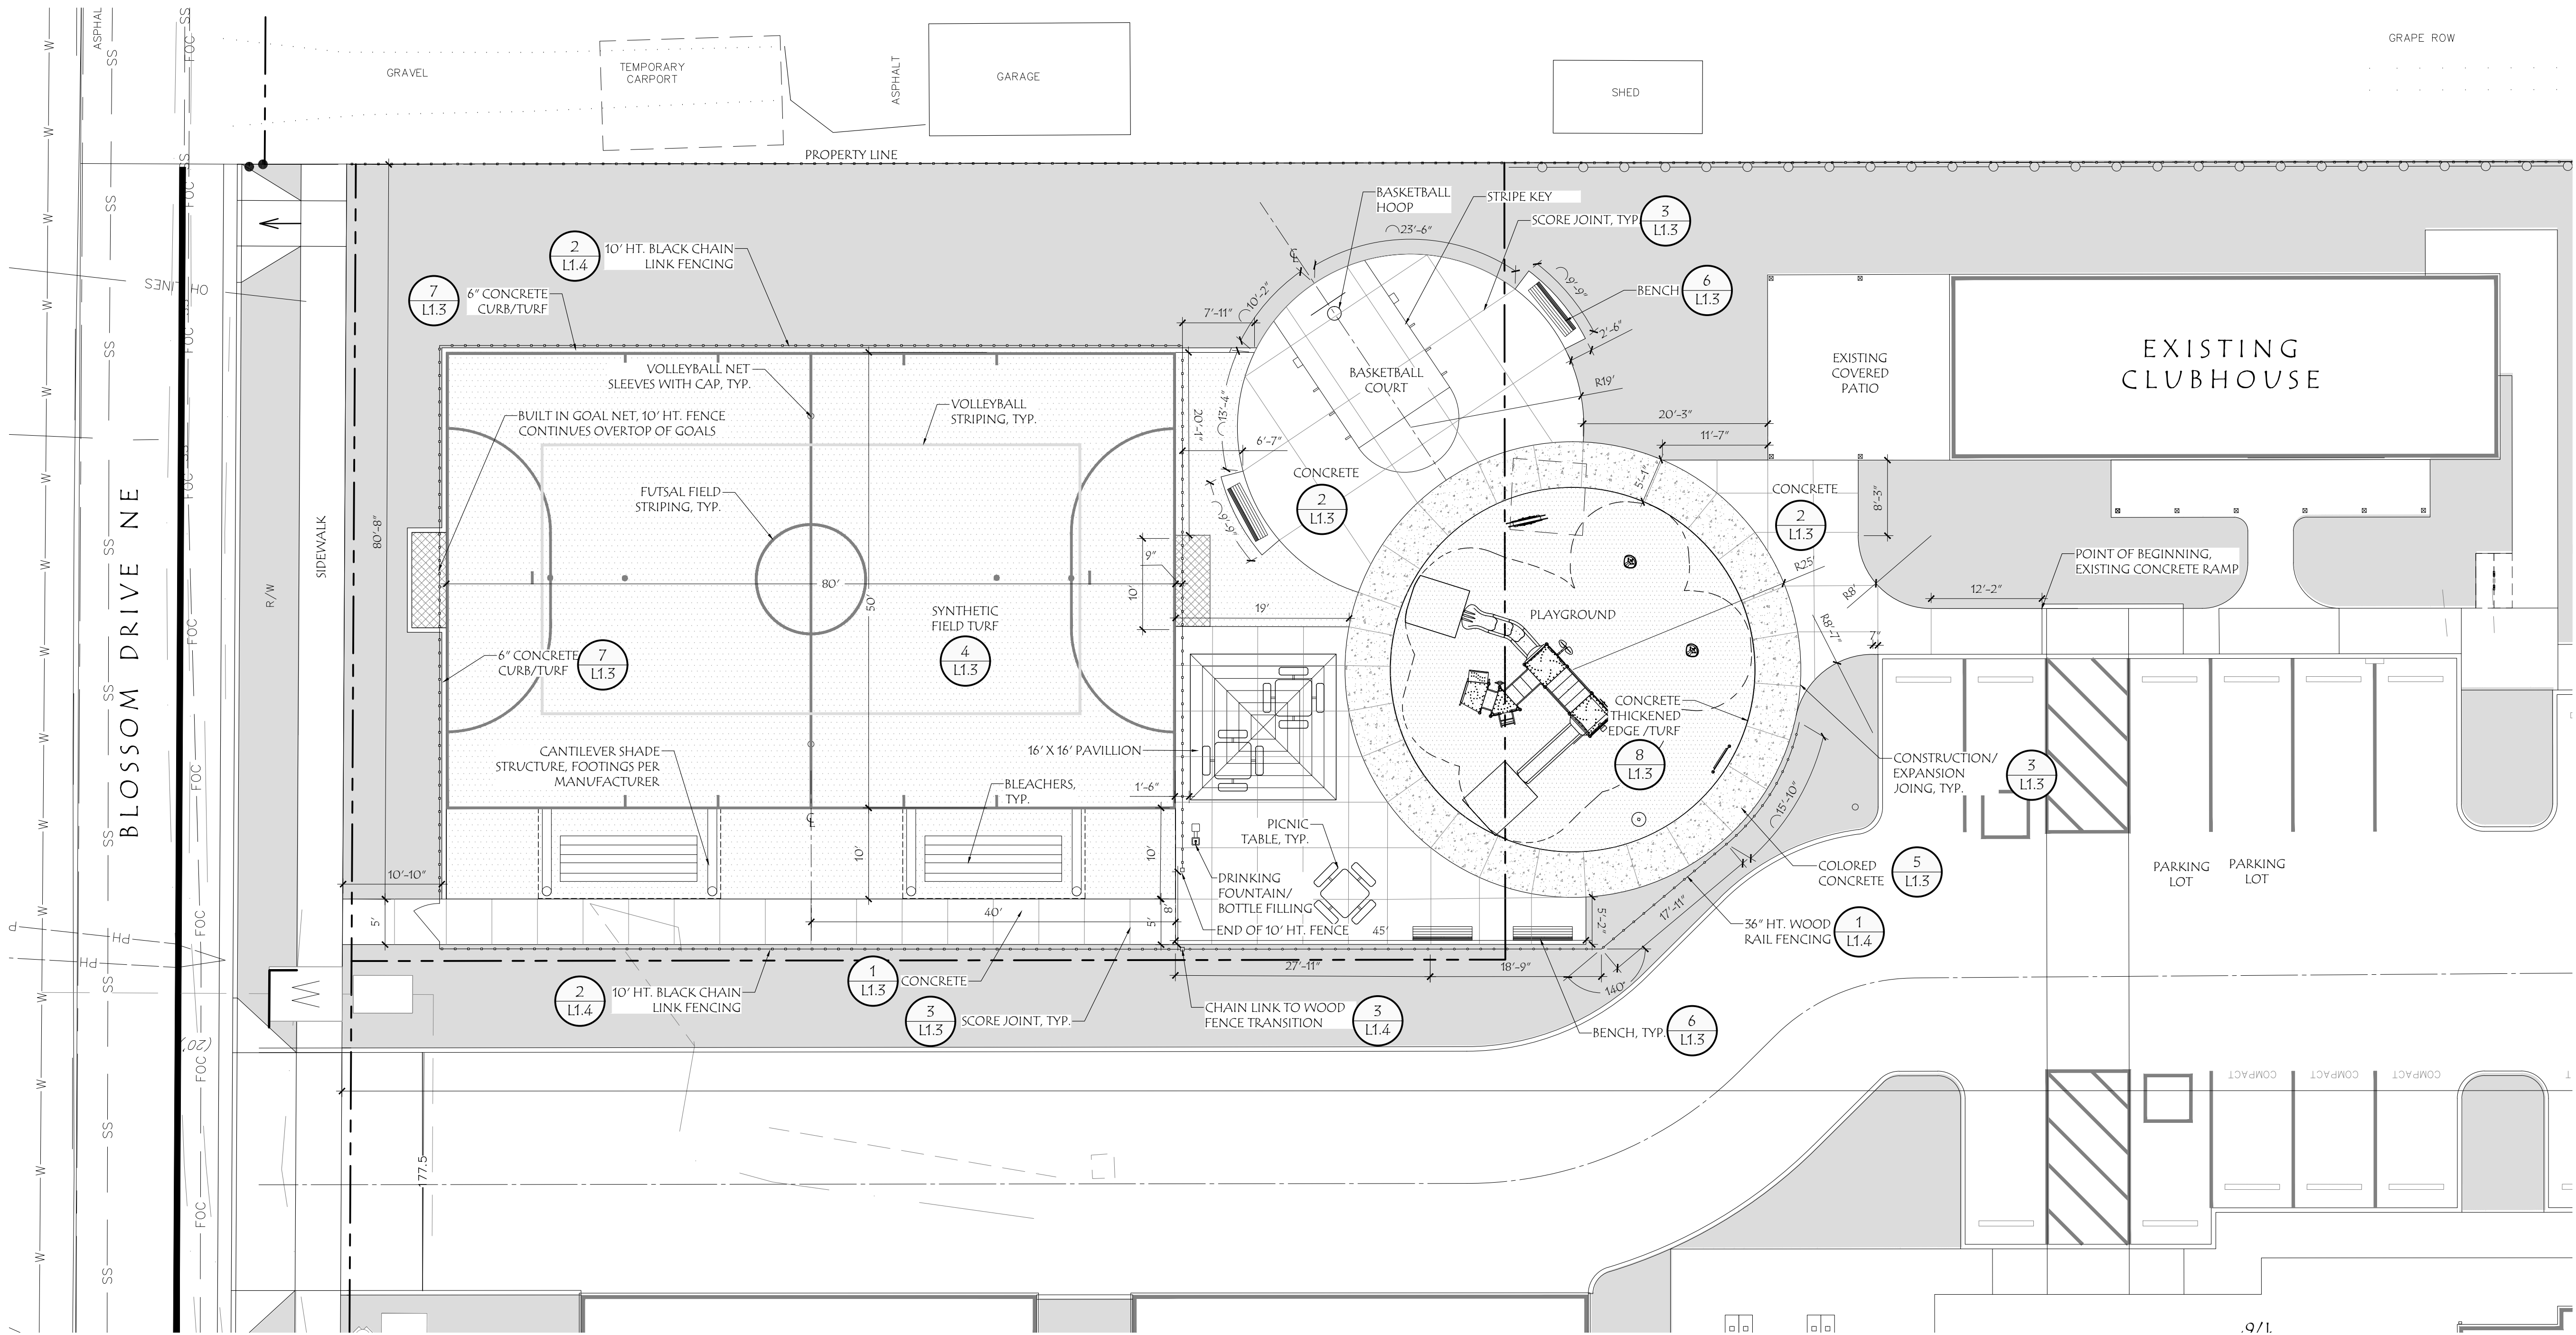 ASPHAL
FOC
SS
W
GRAVEL
TEMPORARY
CARPORT
ASPHALT
GARAGE
SHED
GRAPE ROW
PROPERTY LINE
BASKETBALL
HOOP
STRIPE KEY
SCORE JOINT, TYP.
3
L1.3
23'-6"
2
L1.4
10' HT. BLACK CHAIN
LINK FENCING
7
L1.3
6" CONCRETE
CURB/TURF
OH LINES
7'-11"
10'-2"
9'-9"
BENCH
6
L1.3
2'-6"
R19'
EXISTING
COVERED
PATIO
EXISTING
CLUBHOUSE
VOLLEYBALL NET
SLEEVES WITH CAP, TYP.
BASKETBALL
COURT
BUILT IN GOAL NET, 10' HT. FENCE
CONTINUES OVERTOP OF GOALS
VOLLEYBALL
STRIPING, TYP.
20'-1"
13'-4"
6'-7"
20'-3"
11'-7"
80'-8"
SIDEWALK
R/W
BLOSSOM DRIVE NE
FUTSAL FIELD
STRIPING, TYP.
CONCRETE
2
L1.3
6'-6"
5'-1"
CONCRETE
2
L1.3
8'-3"
9"
10'
80'
50'
19'
R25'
R8'
R8'-7"
12'-2"
7"
POINT OF BEGINNING,
EXISTING CONCRETE RAMP
SYNTHETIC
FIELD TURF
4
L1.3
PLAYGROUND
6" CONCRETE
CURB/TURF
7
L1.3
CONCRETE
THICKENED
EDGE /TURF
8
L1.3
CANTILEVER SHADE
STRUCTURE, FOOTINGS PER
MANUFACTURER
16' X 16' PAVILLION
BLEACHERS,
TYP.
1'-6"
CONSTRUCTION/
EXPANSION
JOING, TYP.
3
L1.3
15'-10"
PICNIC
TABLE, TYP.
10'
10'
DRINKING
FOUNTAIN/
BOTTLE FILLING
COLORED
CONCRETE
5
L1.3
PARKING
LOT
PARKING
LOT
10'-10"
5'
40'
8'
5'
END OF 10' HT. FENCE
45'
5'-2"
17'-11"
36" HT. WOOD
RAIL FENCING
1
L1.4
PH
PH
27'-11"
18'-9"
140°
2
L1.4
10' HT. BLACK CHAIN
LINK FENCING
1
L1.3
CONCRETE
3
L1.3
SCORE JOINT, TYP.
CHAIN LINK TO WOOD
FENCE TRANSITION
3
L1.4
BENCH, TYP.
6
L1.3
(20')
COMPACT
COMPACT
COMPACT
177.5